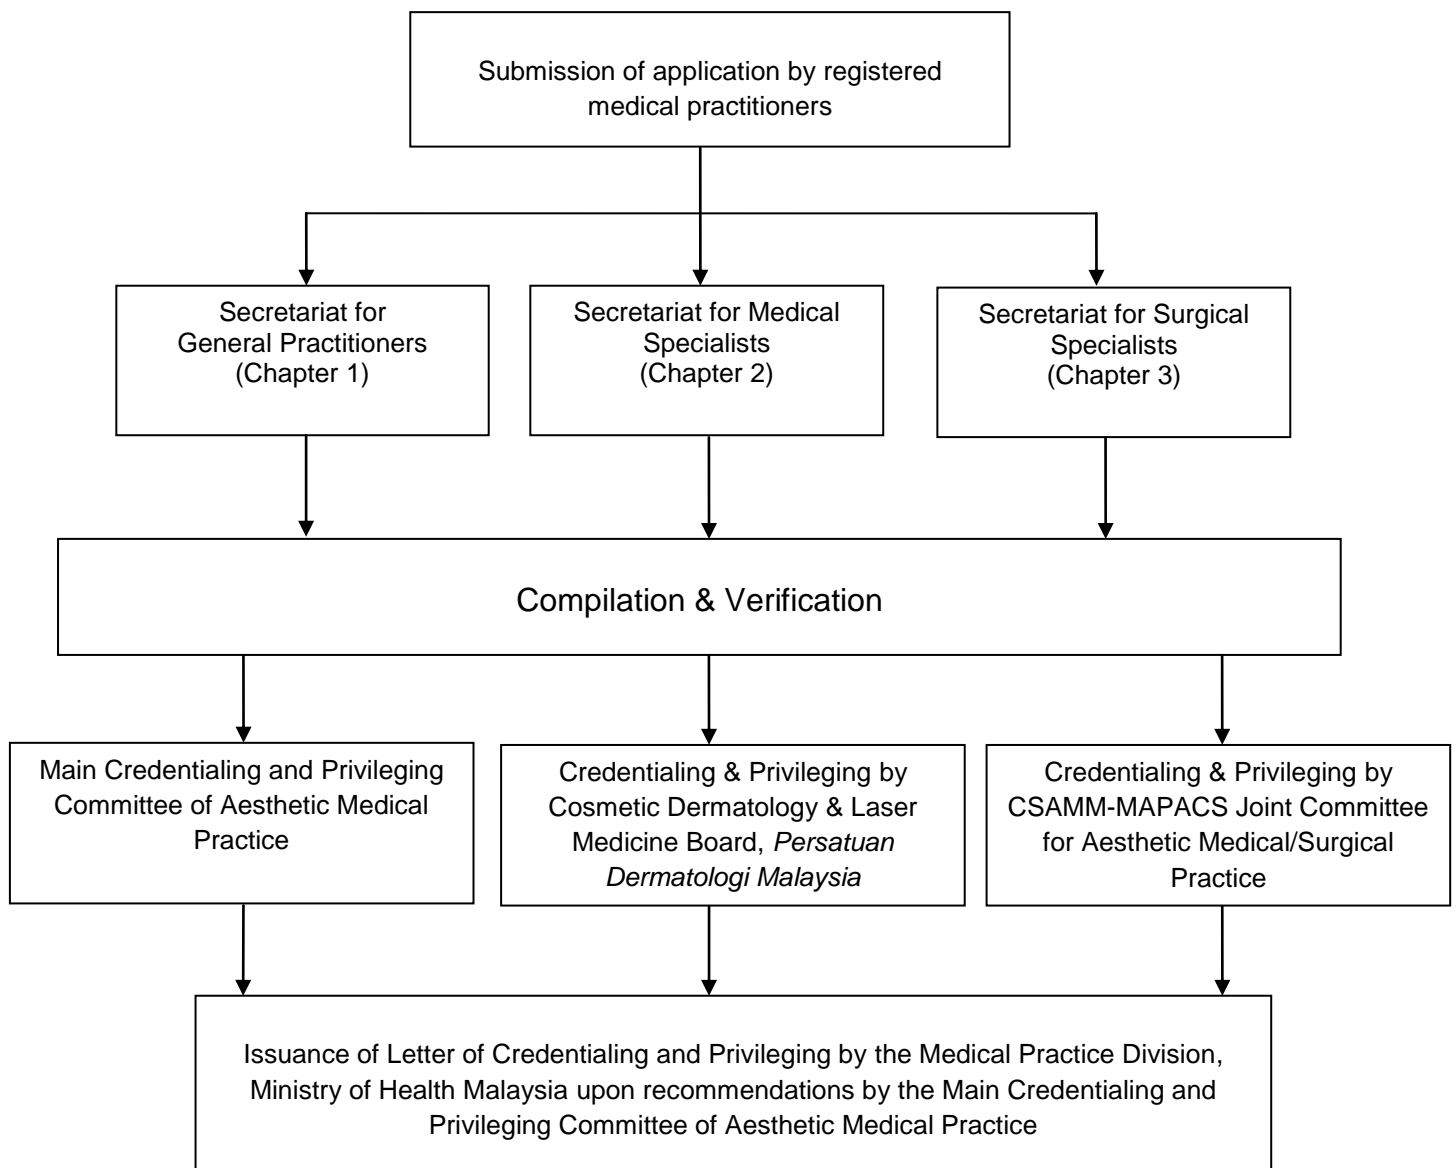 Submission of application by registered
medical practitioners
Secretariat for
General Practitioners
(Chapter 1)
Secretariat for Medical
Specialists
(Chapter 2)
Secretariat for Surgical
Specialists
(Chapter 3)
Compilation & Verification
Main Credentialing and Privileging
Committee of Aesthetic Medical
Practice
Credentialing & Privileging by
Cosmetic Dermatology & Laser
Medicine Board, Persatuan
Dermatologi Malaysia
Credentialing & Privileging by
CSAMM-MAPACS Joint Committee
for Aesthetic Medical/Surgical
Practice
Issuance of Letter of Credentialing and Privileging by the Medical Practice Division,
Ministry of Health Malaysia upon recommendations by the Main Credentialing and
Privileging Committee of Aesthetic Medical Practice